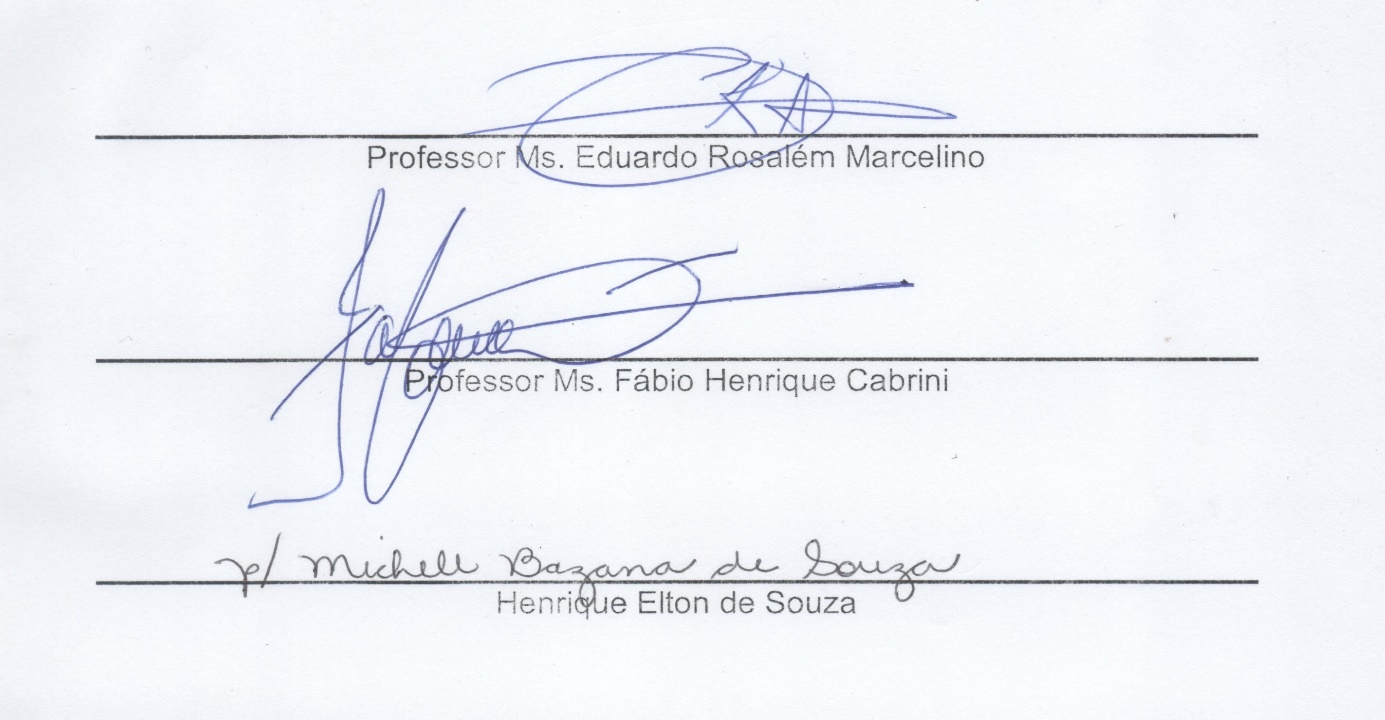 Professor Ms. Eduardo Rosalém Marcelino
Professor Ms. Fábio Henrique Cabrini
p/ Michell Bazana de Souza
Henrique Elton de Souza